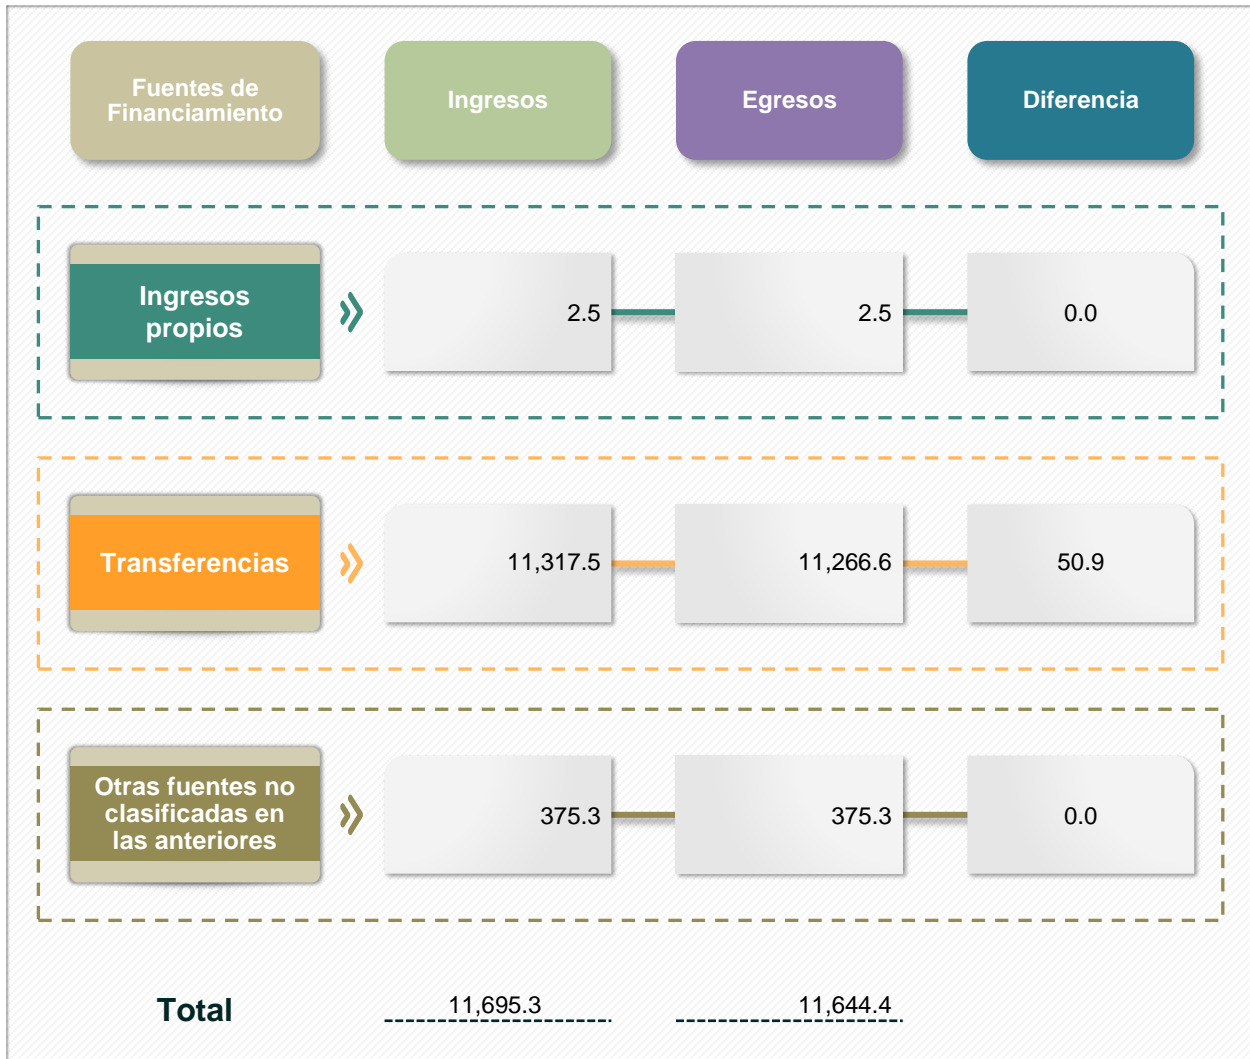 Fuentes de
Financiamiento
Ingresos
Egresos
Diferencia
Ingresos
propios
2.5
2.5
0.0
Transferencias
11,317.5
11,266.6
50.9
Otras fuentes no
clasificadas en
las anteriores
375.3
375.3
0.0
Total
11,695.3
11,644.4